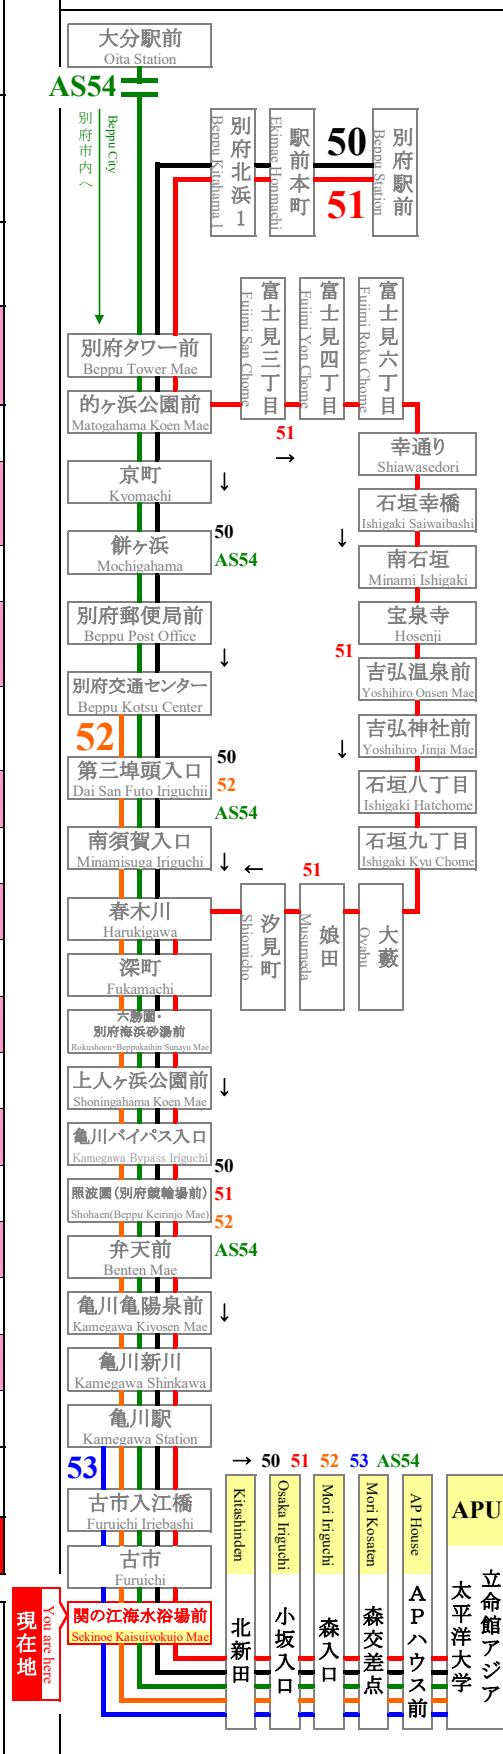 大分駅前
Oita Station
AS54
Beppu City
別府市内へ
別府北浜1
Beppu Kitahama 1
駅前本町
Ekimae Honmachi
50
51
別府駅前
Beppu Station
別府タワー前
Beppu Tower Mae
的ヶ浜公園前
Matogahama Koen Mae
富士見三丁目
Fujimi San Chome
富士見四丁目
Fujimi Yon Chome
富士見六丁目
Fujimi Roku Chome
51
→
幸通り
Shiawasedori
石垣幸橋
Ishigaki Saiwaibashi
↓
南石垣
Minami Ishigaki
宝泉寺
Hosenji
51
吉弘温泉前
Yoshihiro Onsen Mae
吉弘神社前
Yoshihiro Jinja Mae
↓
石垣八丁目
Ishigaki Hatchome
石垣九丁目
Ishigaki Kyu Chome
京町
Kyomachi
↓
餅ヶ浜
Mochigahama
50
AS54
別府郵便局前
Beppu Post Office
↓
別府交通センター
Beppu Kotsu Center
52
第三埠頭入口
Dai San Futo Iriguchii
50
52
AS54
南須賀入口
Minamisuga Iriguchi
↓
←
51
春木川
Harukigawa
汐見町
Shiomicho
娘田
Musumeda
大藪
Oyabu
深町
Fukamachi
六勝園・
別府海浜砂湯前
Rokushoen・Beppukaihin Sunayu Mae
上人ヶ浜公園前
Shoningahama Koen Mae
↓
亀川バイパス入口
Kamegawa Bypass Iriguchi
50
照波園(別府競輪場前)
Shohaen(Beppu Keirinjo Mae)
51
52
弁天前
Benten Mae
AS54
亀川亀陽泉前
Kamegawa Kiyosen Mae
↓
亀川新川
Kamegawa Shinkawa
亀川駅
Kamegawa Station
53
→ 50 51 52 53 AS54
古市入江橋
Furuichi Iriebashi
古市
Furuichi
現在地
You are here
関の江海水浴場前
Sekinoe Kaisuiyokujo Mae
Kitashinden
北新田
Osaka Iriguchi
小坂入口
Mori Iriguchi
森入口
Mori Kosaten
森交差点
AP House
APハウス前
APU
立命館アジア
太平洋大学